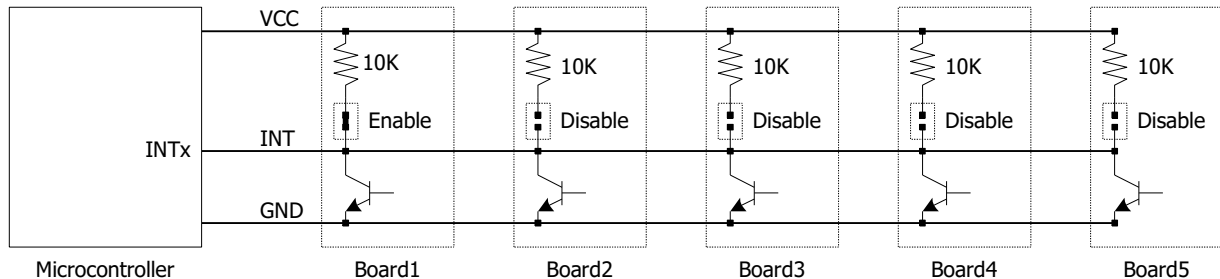 VCC
10K 10K 10K 10K 10K
Enable Disable Disable Disable Disable
INTx INT
GND
Microcontroller Board1 Board2 Board3 Board4 Board5